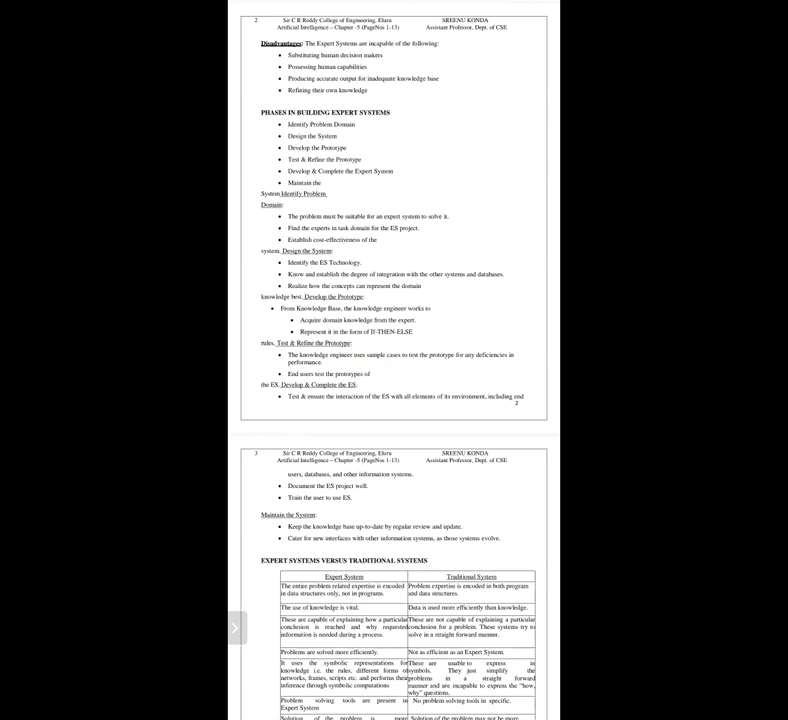 2 Sir C R Reddy College of Engineering, Eluru SREENU KONDA
Artificial Intelligence – Chapter -5 (PageNos 1-13) Assistant Professor, Dept. of CSE
Disadvantages: The Expert Systems are incapable of the following:
• Substituting human decision makers
• Possessing human capabilities
• Producing accurate output for inadequate knowledge base
• Refining their own knowledge
PHASES IN BUILDING EXPERT SYSTEMS
• Identify Problem Domain
• Design the System
• Develop the Prototype
• Test & Refine the Prototype
• Develop & Complete the Expert System
• Maintain the
System Identify Problem
Domain:
• The problem must be suitable for an expert system to solve it.
• Find the experts in task domain for the ES project.
• Establish cost-effectiveness of the
system. Design the System:
• Identify the ES Technology.
• Know and establish the degree of integration with the other systems and databases.
• Realize how the concepts can represent the domain
knowledge best. Develop the Prototype:
• From Knowledge Base, the knowledge engineer works to
• Acquire domain knowledge from the expert.
• Represent it in the form of If-THEN-ELSE
rules. Test & Refine the Prototype:
• The knowledge engineer uses sample cases to test the prototype for any deficiencies in
performance.
• End users test the prototypes of
the ES. Develop & Complete the ES:
• Test & ensure the interaction of the ES with all elements of its environment, including end
2
3 Sir C R Reddy College of Engineering, Eluru SREENU KONDA
Artificial Intelligence – Chapter -5 (PageNos 1-13) Assistant Professor, Dept. of CSE
users, databases, and other information systems.
• Document the ES project well.
• Train the user to use ES.
Maintain the System:
• Keep the knowledge base up-to-date by regular review and update.
• Cater for new interfaces with other information systems, as those systems evolve.
EXPERT SYSTEMS VERSUS TRADITIONAL SYSTEMS
Expert System Traditional System
The entire problem related expertise is encoded Problem expertise is encoded in both program
in data structures only, not in programs. and data structures.
The use of knowledge is vital. Data is used more efficiently than knowledge.
These are capable of explaining how a particular These are not capable of explaining a particular
conclusion is reached and why requested conclusion for a problem. These systems try to
information is needed during a process. solve in a straight forward manner.
Problems are solved more efficiently. Not as efficient as an Expert System.
It uses the symbolic representations for These are unable to express in
knowledge i.e. the rules, different forms of symbols. They just simplify the
networks, frames, scripts etc. and performs their problems in a straight forward
inference through symbolic computations manner and are incapable to express the "how,
why" questions.
Problem solving tools are present in No problem solving tools in specific.
Expert System
Solution of the problem is more Solution of the problem may not be more